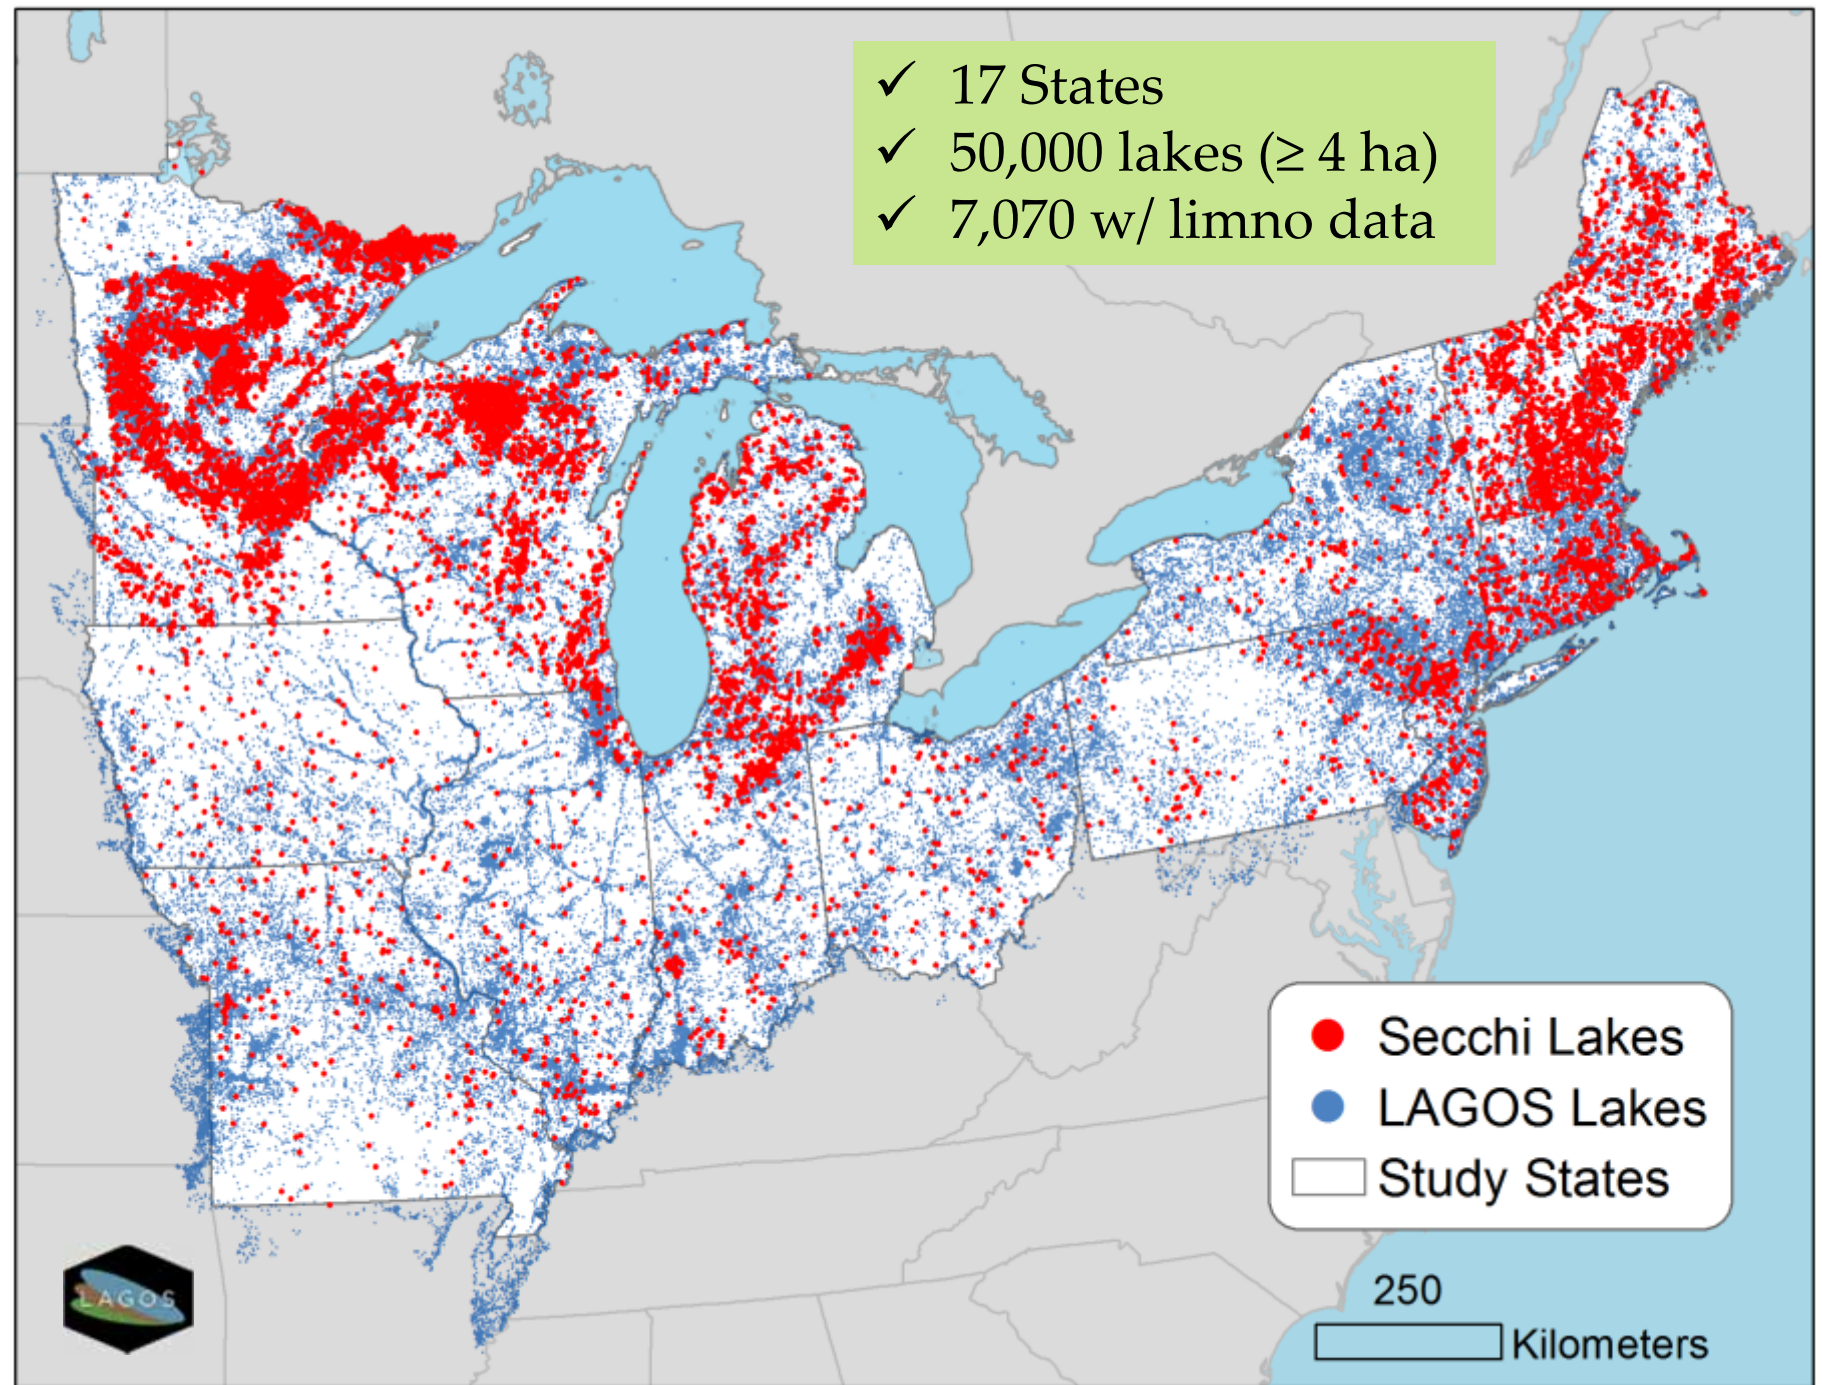 ✓ 17 States
✓ 50,000 lakes (≥ 4 ha)
✓ 7,070 w/ limno data
Secchi Lakes
LAGOS Lakes
Study States
250
Kilometers
LAGOS